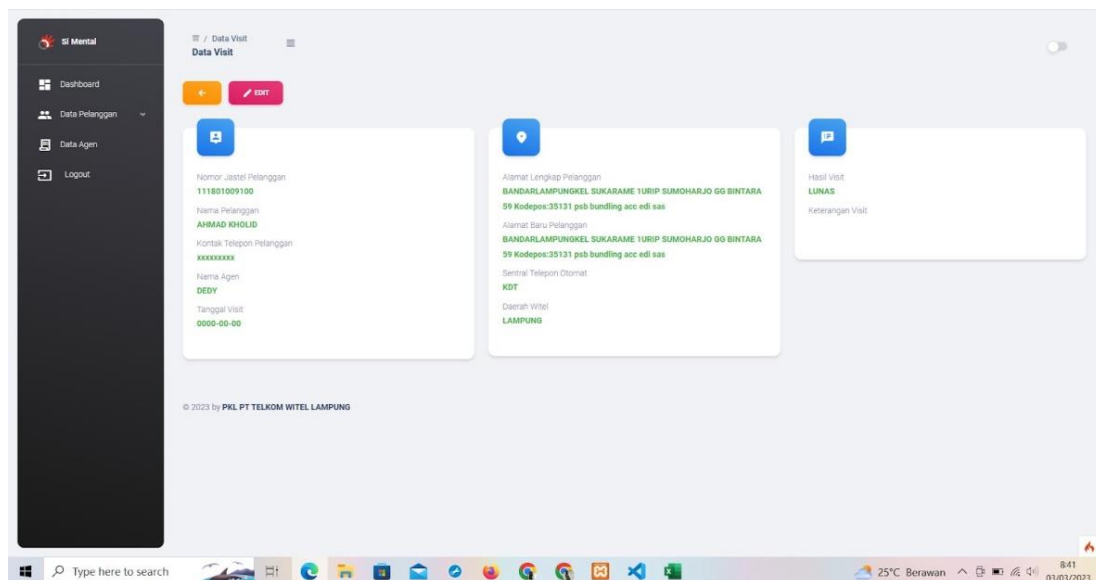 Si Mental
Dashboard
Data Pelanggan
Data Agen
Logout
/ Data Visit
Data Visit
EDIT
Nomor Jastel Pelanggan
111801009100
Nama Pelanggan
AHMAD KHOLID
Kontak Telepon Pelanggan
xxxxxxxxx
Nama Agen
DEDY
Tanggal Visit
0000-00-00
Alamat Lengkap Pelanggan
BANDARLAMPUNGKEL SUKARAME 1URIP SUMOHARJO GG BINTARA
59 Kodepos:35131 psb bundling acc edi sas
Alamat Baru Pelanggan
BANDARLAMPUNGKEL SUKARAME 1URIP SUMOHARJO GG BINTARA
59 Kodepos:35131 psb bundling acc edi sas
Sentral Telepon Otomat
KDT
Daerah Witel
LAMPUNG
Hasil Visit
LUNAS
Keterangan Visit
© 2023 by PKL PT TELKOM WITEL LAMPUNG
Type here to search
25°C Berawan
8:41
03/03/2023